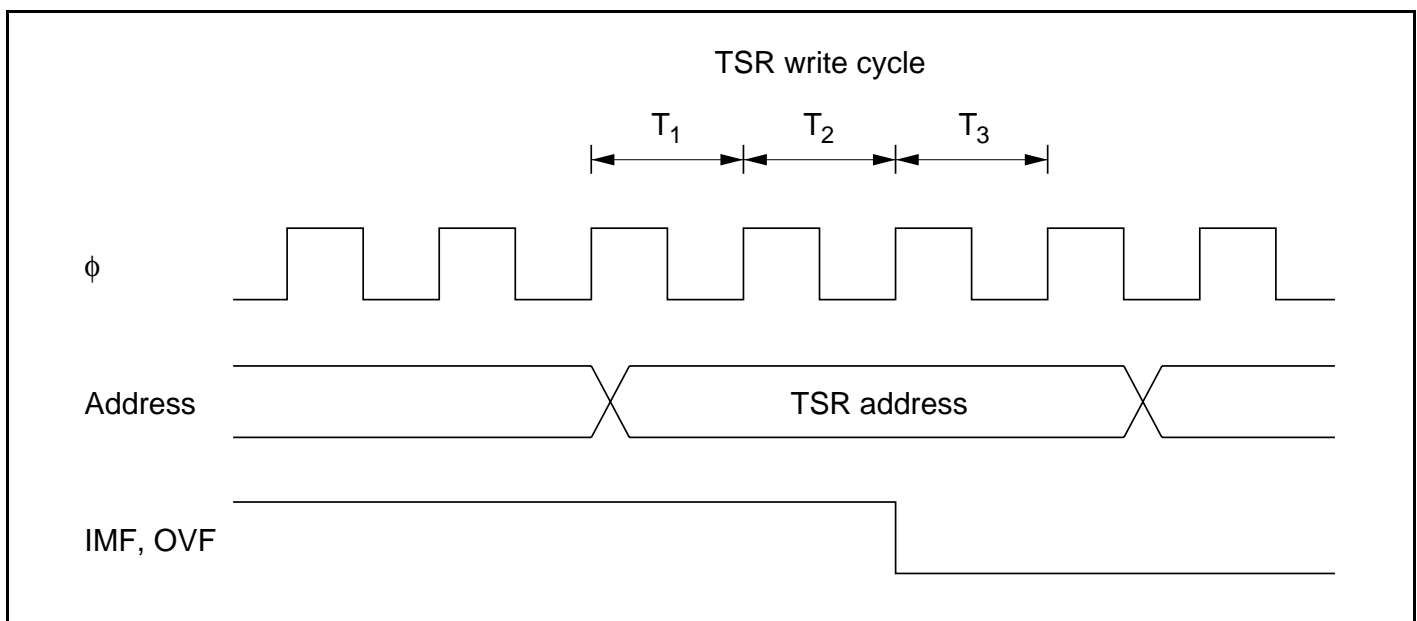 TSR write cycle
T1 T2 T3
ϕ
Address TSR address
IMF, OVF